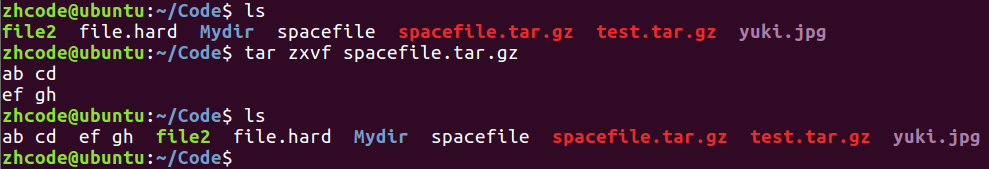 zhcode@ubuntu:~/Code$ ls
file2  file.hard  Mydir  spacefile  spacefile.tar.gz  test.tar.gz  yuki.jpg
zhcode@ubuntu:~/Code$ tar zxvf spacefile.tar.gz
ab cd
ef gh
zhcode@ubuntu:~/Code$ ls
ab cd  ef gh  file2  file.hard  Mydir  spacefile  spacefile.tar.gz  test.tar.gz  yuki.jpg
zhcode@ubuntu:~/Code$